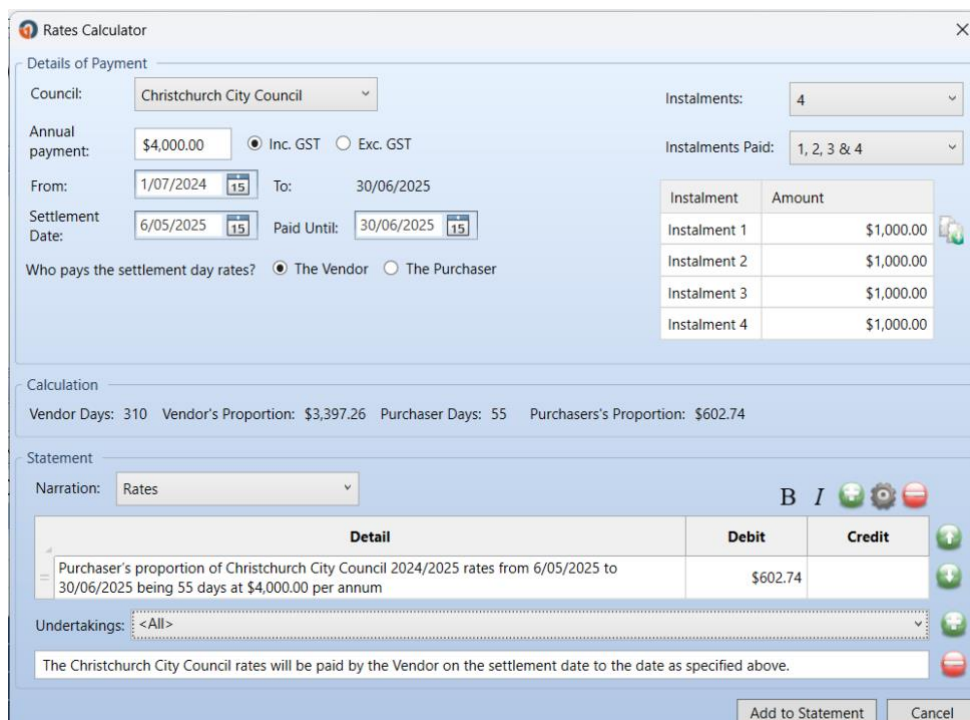 Rates Calculator
Details of Payment
Council: Christchurch City Council Instalments: 4
Annual payment: $4,000.00 Inc. GST Exc. GST Instalments Paid: 1, 2, 3 & 4
From: 1/07/2024 15 To: 30/06/2025
Settlement Date: 6/05/2025 15 Paid Until: 30/06/2025 15
Who pays the settlement day rates? The Vendor The Purchaser
Instalment Amount
Instalment 1 $1,000.00
Instalment 2 $1,000.00
Instalment 3 $1,000.00
Instalment 4 $1,000.00
Calculation
Vendor Days: 310 Vendor's Proportion: $3,397.26 Purchaser Days: 55 Purchasers's Proportion: $602.74
Statement
Narration: Rates
B I
Detail Debit Credit
Purchaser's proportion of Christchurch City Council 2024/2025 rates from 6/05/2025 to
30/06/2025 being 55 days at $4,000.00 per annum $602.74
Undertakings: <All>
The Christchurch City Council rates will be paid by the Vendor on the settlement date to the date as specified above.
Add to Statement Cancel